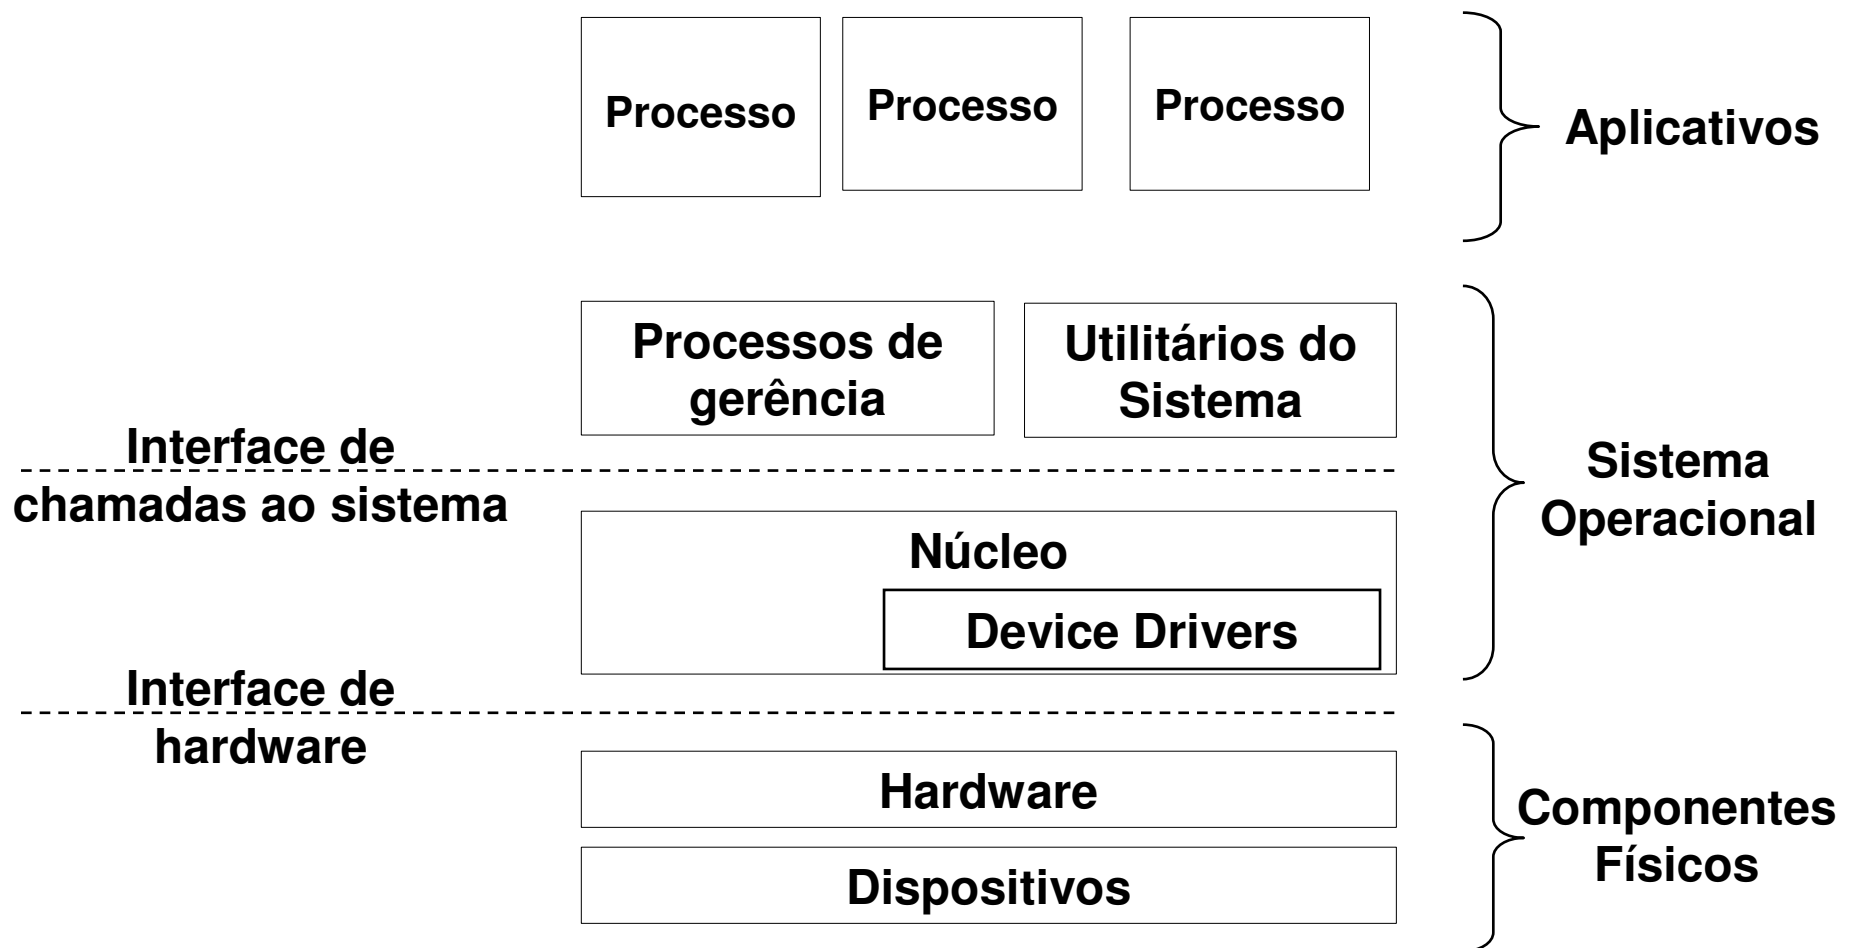 Processo
Processo
Processo
Aplicativos
Processos de
gerência
Utilitários do
Sistema
Interface de
chamadas ao sistema
Sistema
Operacional
Núcleo
Device Drivers
Interface de
hardware
Hardware
Dispositivos
Componentes
Físicos